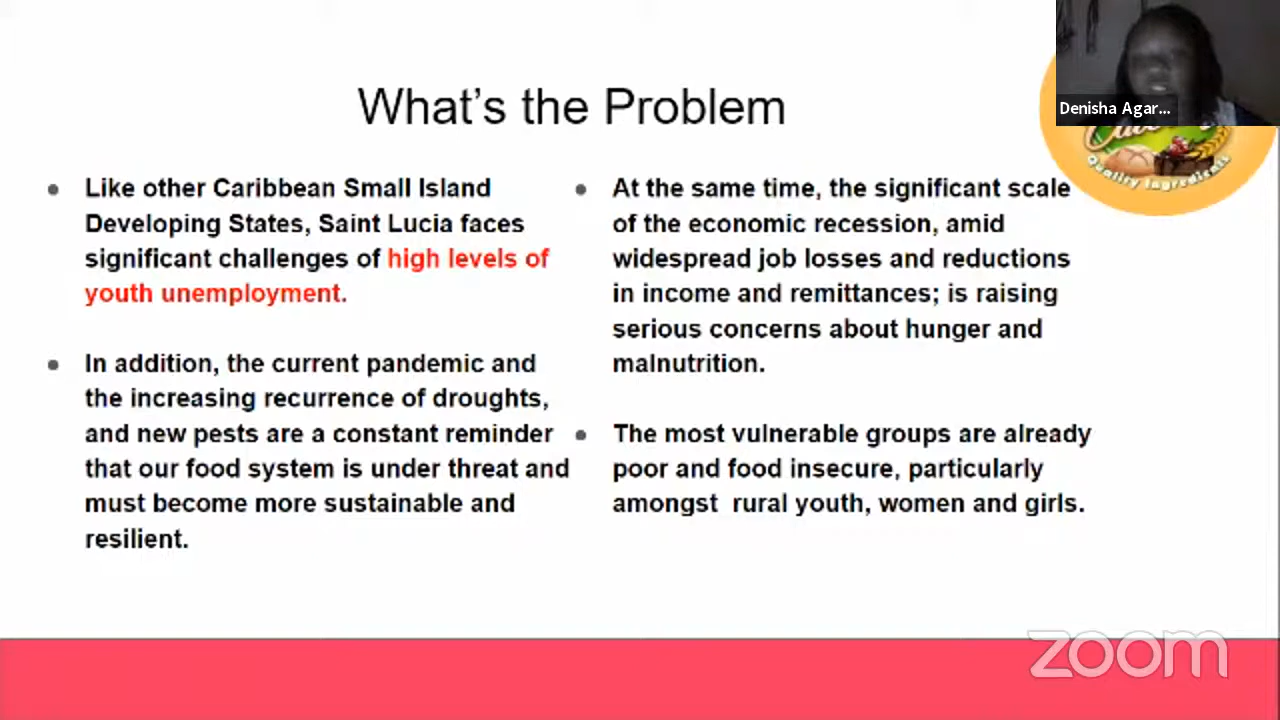 What's the Problem
Like other Caribbean Small Island
Developing States, Saint Lucia faces
significant challenges of high levels of
youth unemployment.
In addition, the current pandemic and
the increasing recurrence of droughts,
and new pests are a constant reminder
that our food system is under threat and
must become more sustainable and
resilient.
At the same time, the significant scale
of the economic recession, amid
widespread job losses and reductions
in income and remittances; is raising
serious concerns about hunger and
malnutrition.
The most vulnerable groups are already
poor and food insecure, particularly
amongst rural youth, women and girls.
Denisha Agar...
Quality Ingredients
zoom